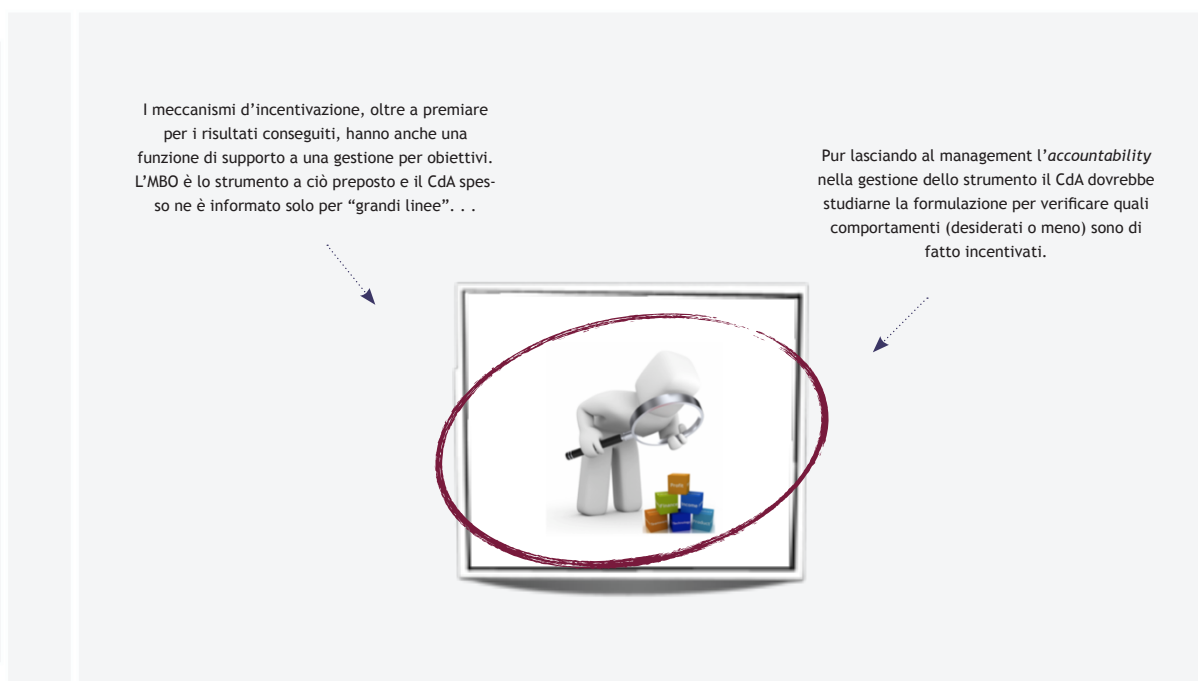 I meccanismi d’incentivazione, oltre a premiare
per i risultati conseguiti, hanno anche una
funzione di supporto a una gestione per obiettivi.
L’MBO è lo strumento a ciò preposto e il CdA spes-
so ne è informato solo per “grandi linee”. . .
Pur lasciando al management l’accountability
nella gestione dello strumento il CdA dovrebbe
studiarne la formulazione per verificare quali
comportamenti (desiderati o meno) sono di
fatto incentivati.
Profit